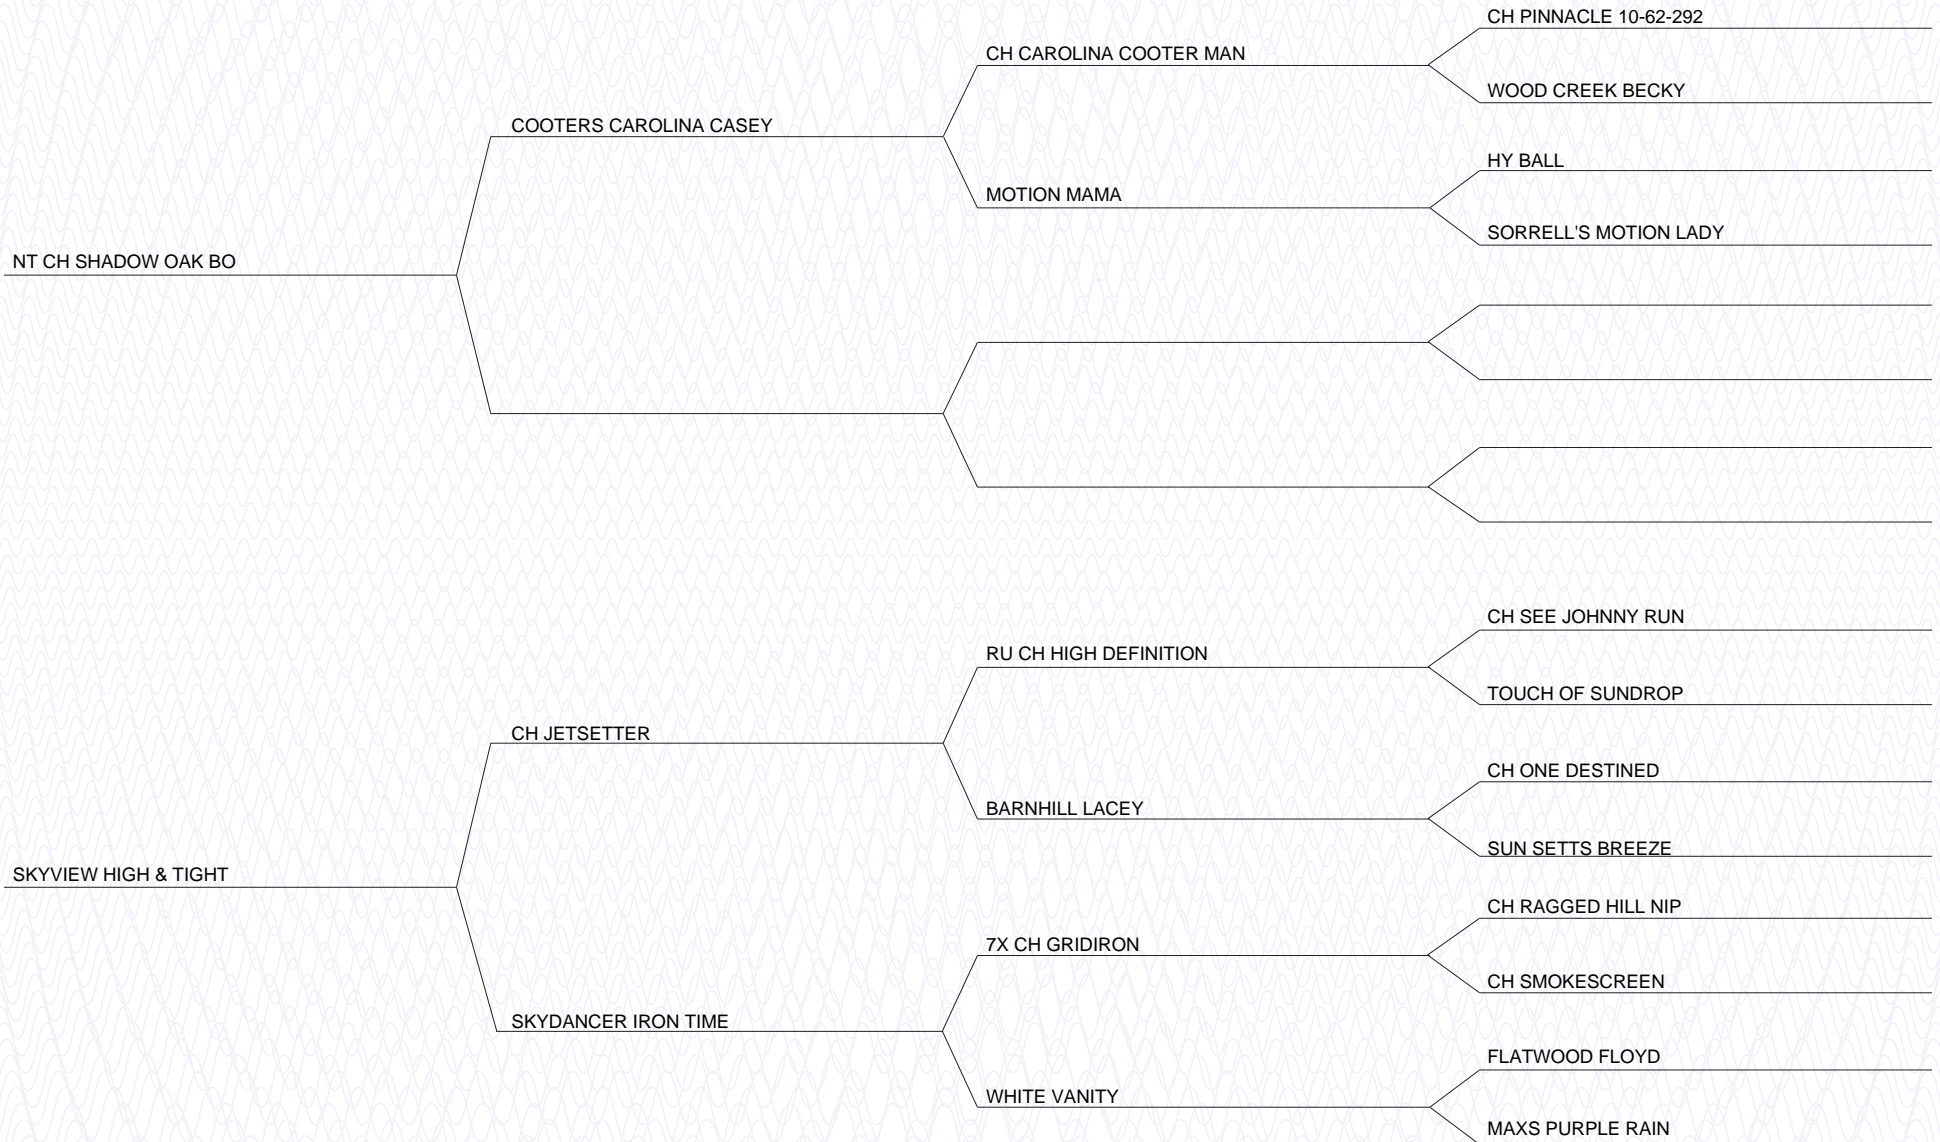 CH PINNACLE 10-62-292
CH CAROLINA COOTER MAN
WOOD CREEK BECKY
COOTERS CAROLINA CASEY
HY BALL
MOTION MAMA
SORRELL'S MOTION LADY
NT CH SHADOW OAK BO
CH SEE JOHNNY RUN
RU CH HIGH DEFINITION
TOUCH OF SUNDROP
CH JETSETTER
CH ONE DESTINED
BARNHILL LACEY
SUN SETTS BREEZE
SKYVIEW HIGH & TIGHT
CH RAGGED HILL NIP
7X CH GRIDIRON
CH SMOKESCREEN
SKYDANCER IRON TIME
FLATWOOD FLOYD
WHITE VANITY
MAXS PURPLE RAIN